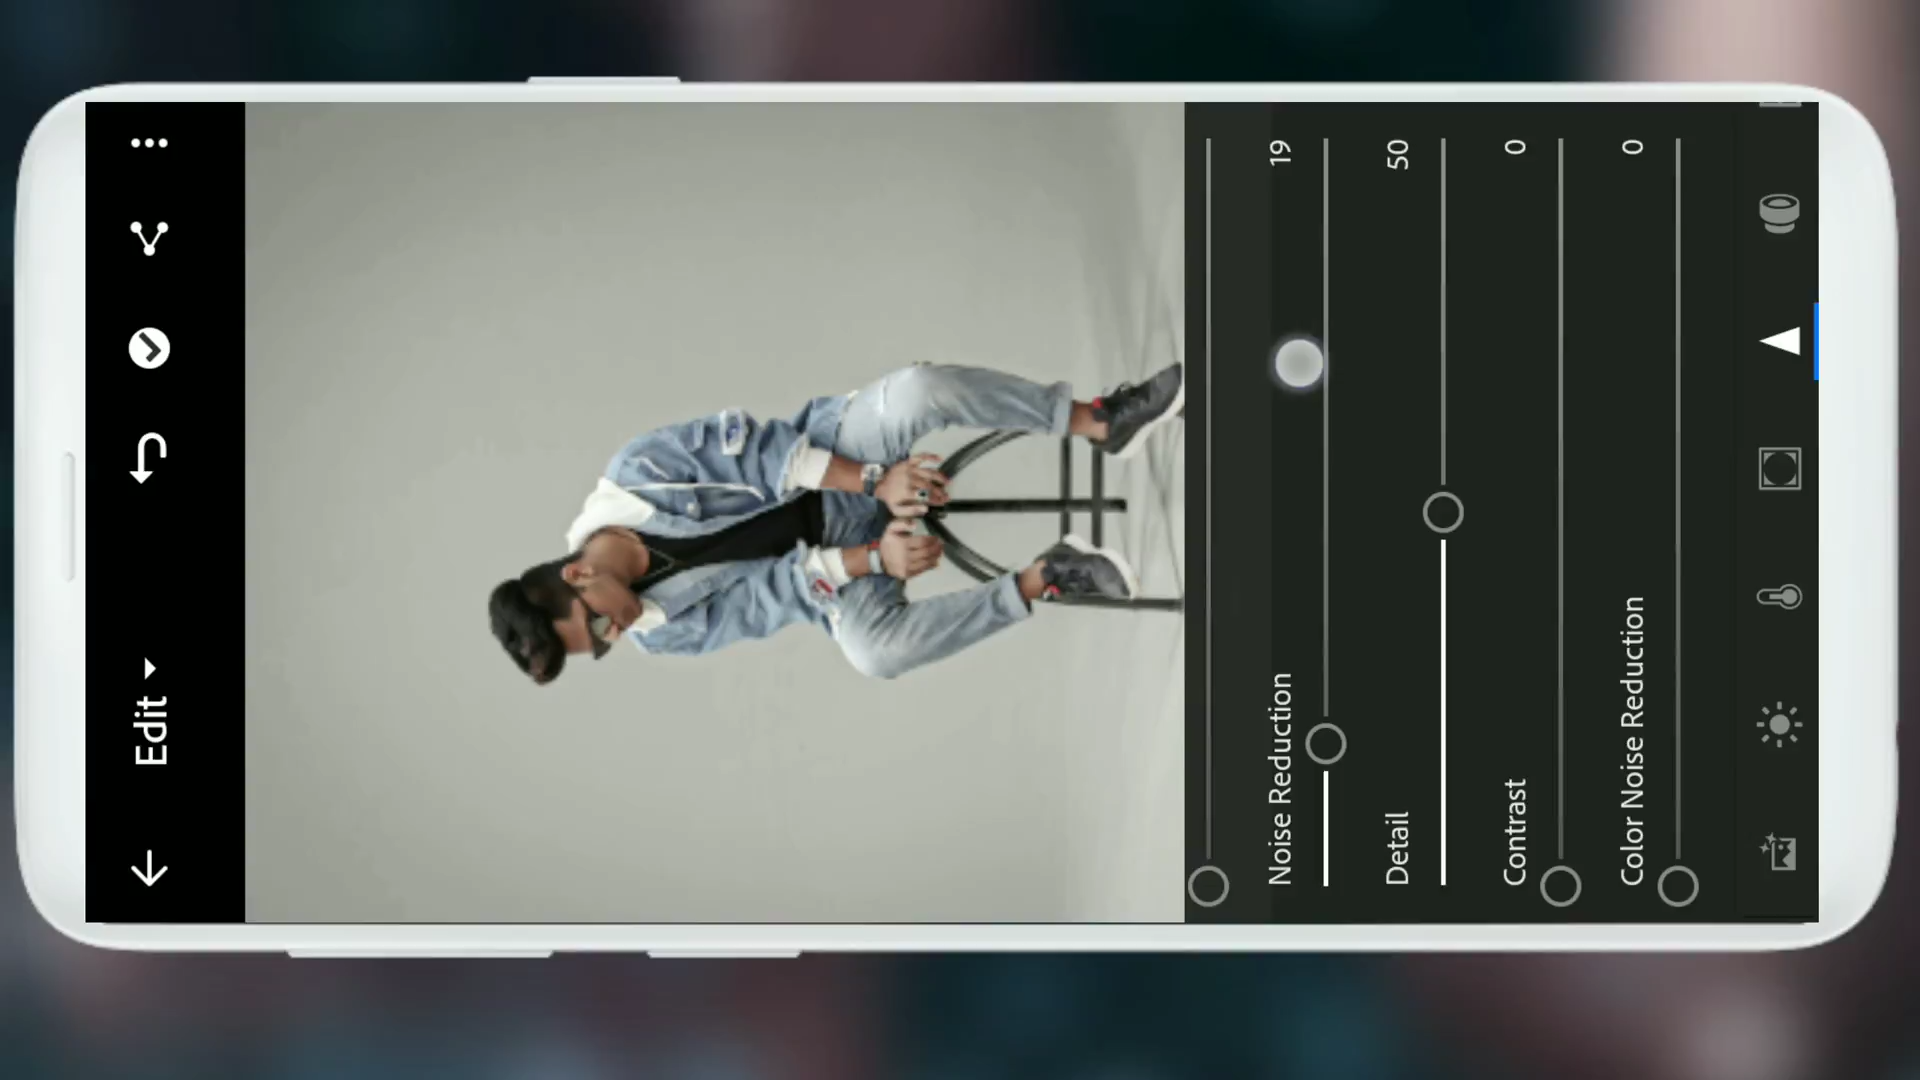 Edit
Noise Reduction 19
Detail 50
Contrast 0
Color Noise Reduction 0